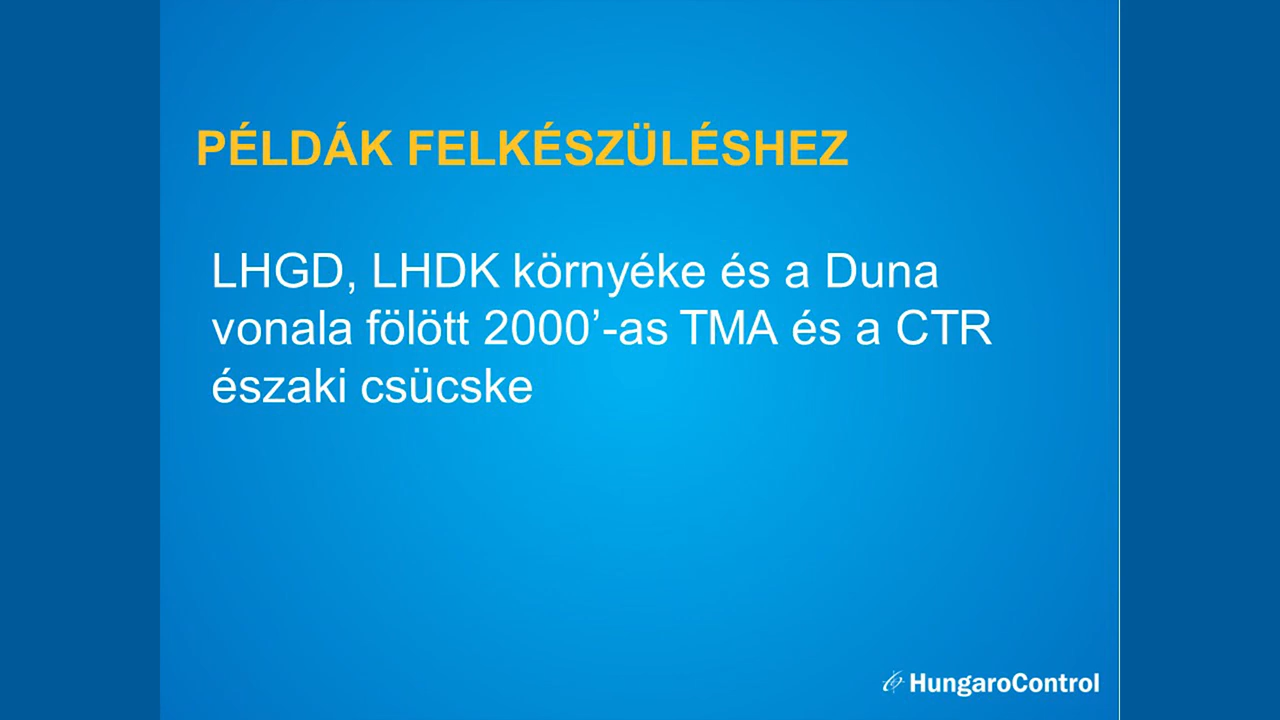 PÉLDÁK FELKÉSZÜLÉSHEZ
LHGD, LHDK környéke és a Duna
vonala fölött 2000’-as TMA és a CTR
északi csücske
HungaroControl